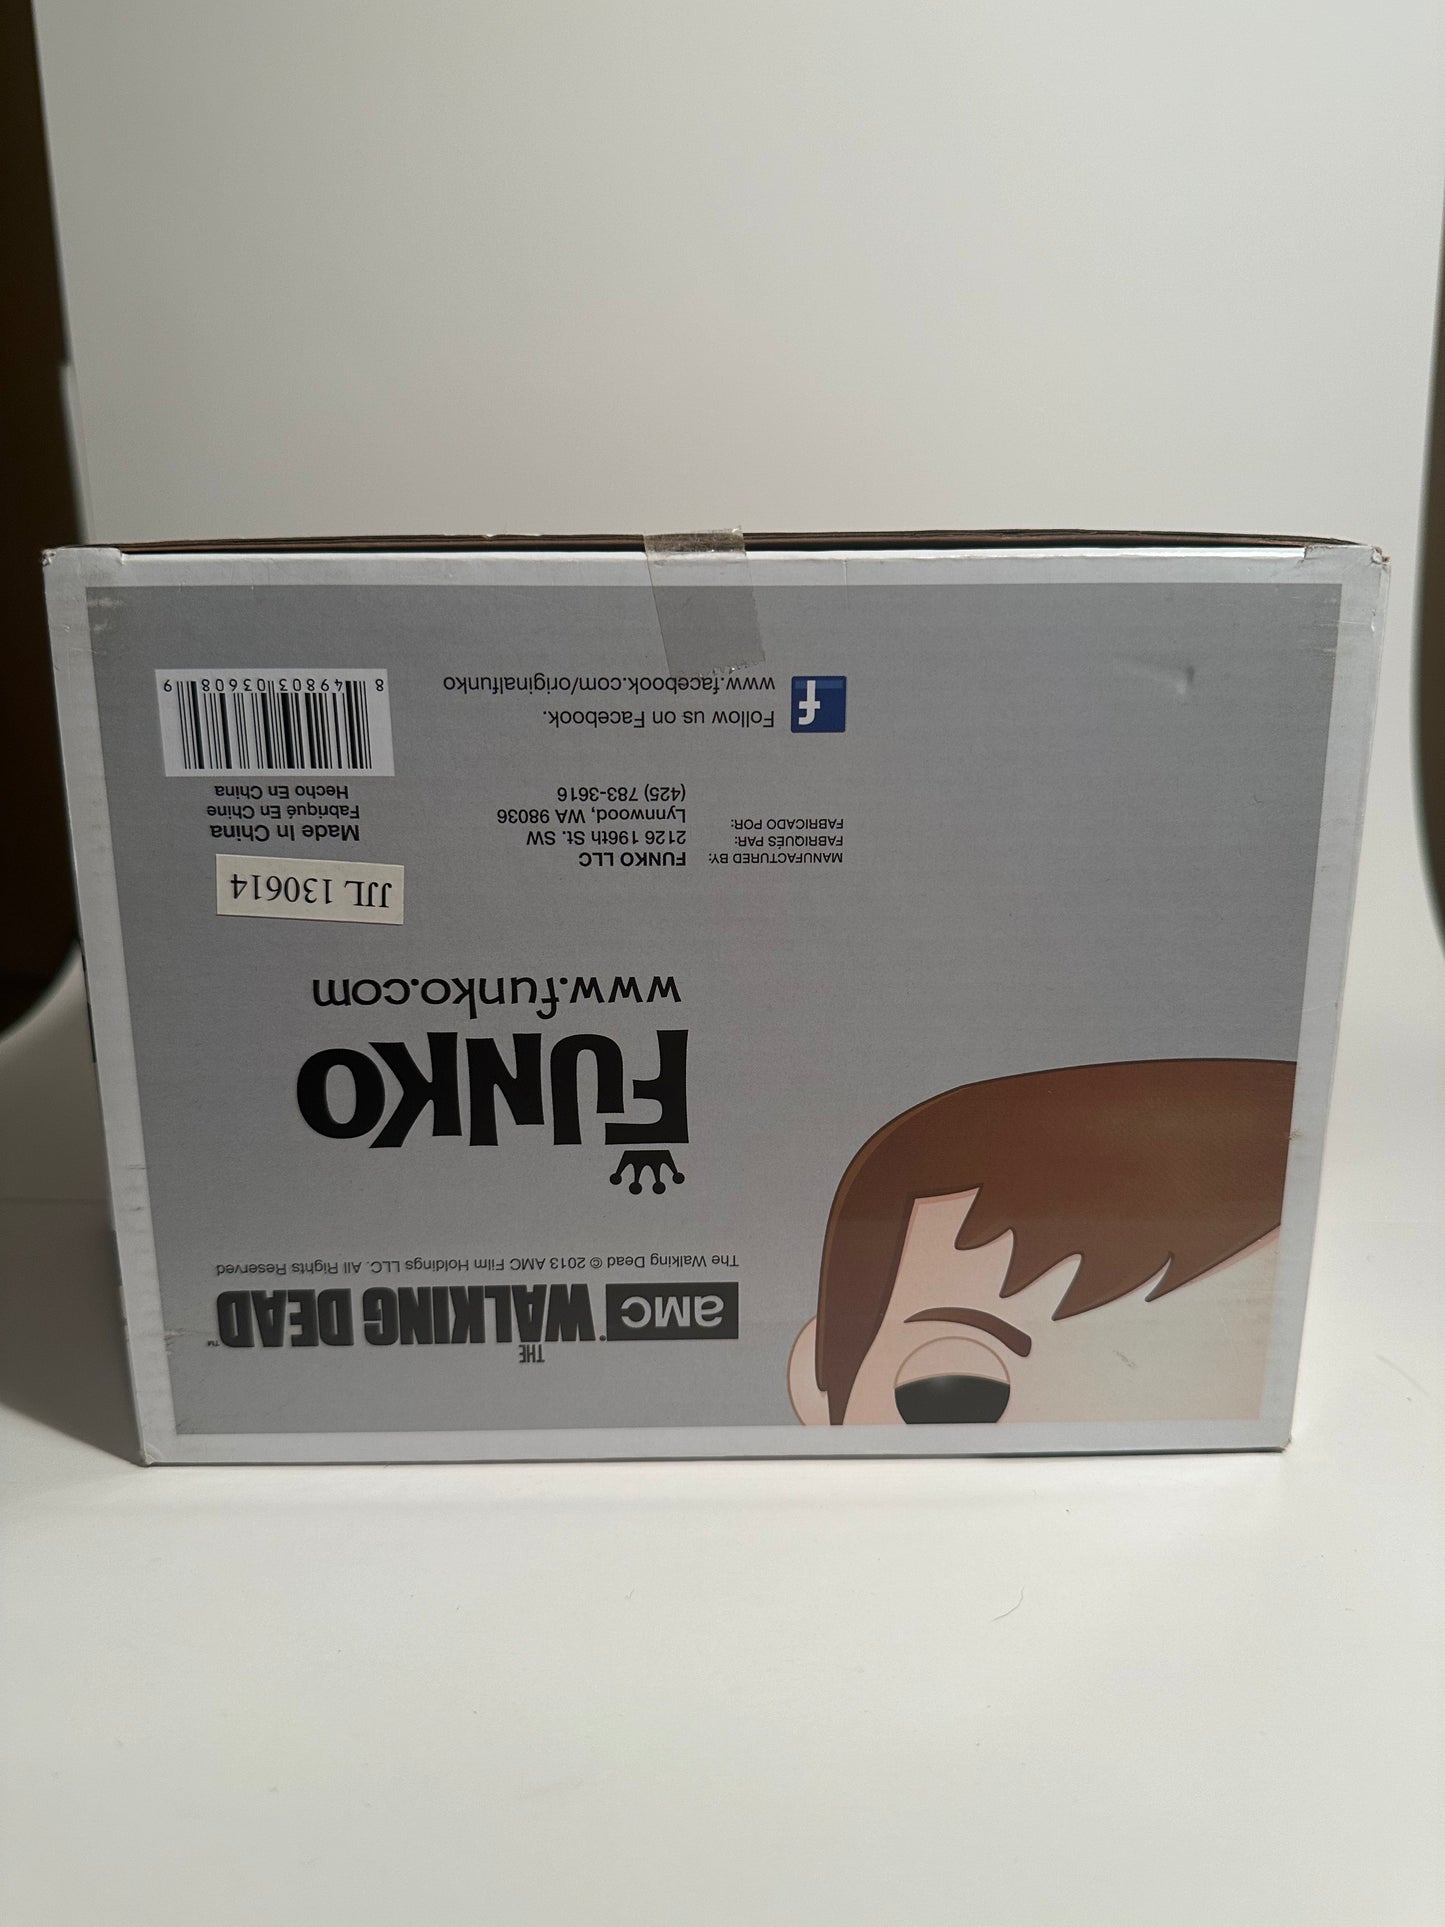 amc THE WALKING DEAD™
The Walking Dead © 2013 AMC Film Holdings LLC. All Rights Reserved
FUNKO
www.funko.com
JJL 130614
MANUFACTURED BY:
FABRIQUÉS PAR:
FABRICADO POR:
FUNKO LLC
2126 196th St. SW
Lynnwood, WA 98036
(425) 783-3616
Made In China
Fabriqué En Chine
Hecho En China
f
Follow us on Facebook.
www.facebook.com/originalfunko
8 49803 03608 9